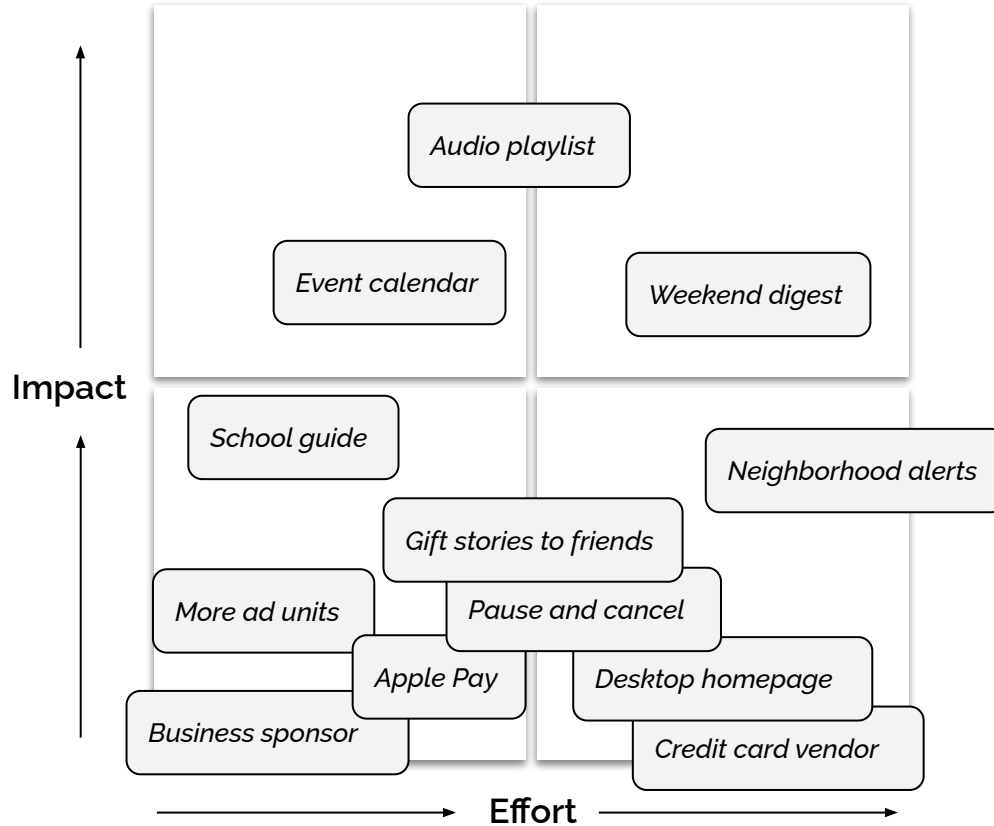 Audio playlist
Event calendar
Weekend digest
Impact
School guide
Neighborhood alerts
Gift stories to friends
More ad units
Pause and cancel
Apple Pay
Desktop homepage
Business sponsor
Credit card vendor
Effort